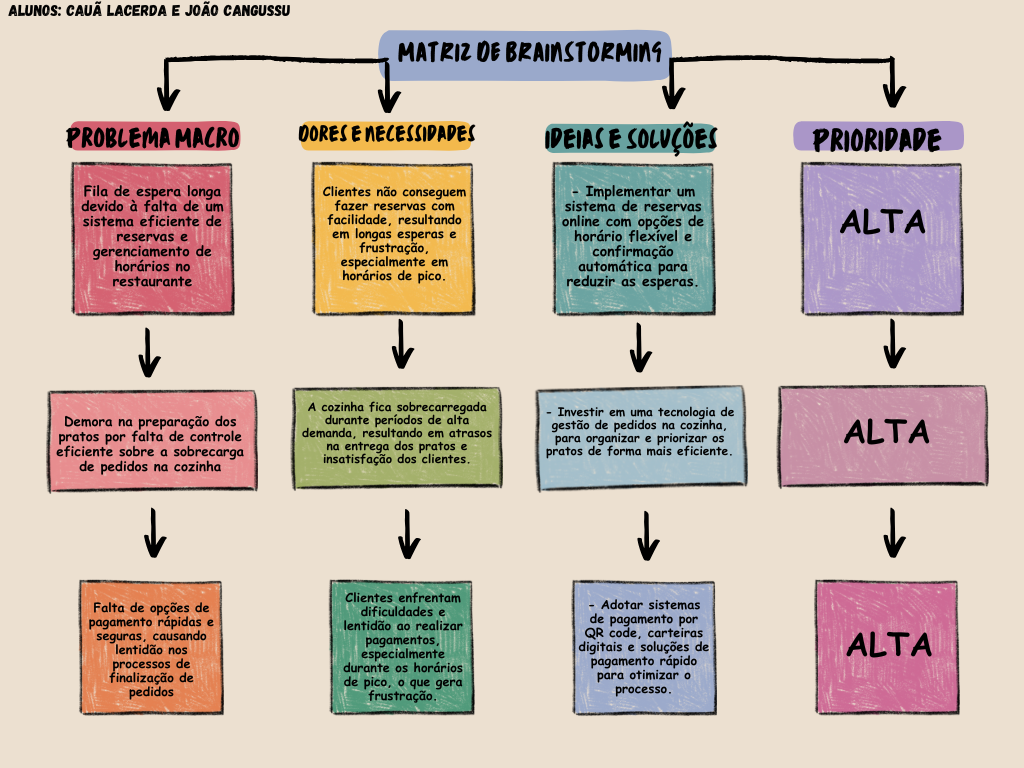 ALUNOS: CAUÃ LACERDA E JOÃO CANGUSSU
MATRIZ DE BRAINSTORMING
PROBLEMA MACRO
DORES E NECESSIDADES
IDEIAS E SOLUÇÕES
PRIORIDADE
Fila de espera longa
devido à falta de um
sistema eficiente de
reservas e
gerenciamento de
horários no
restaurante
Clientes não conseguem
fazer reservas com
facilidade, resultando
em longas esperas e
frustração,
especialmente em
horários de pico.
- Implementar um
sistema de reservas
online com opções de
horário flexível e
confirmação
automática para
reduzir as esperas.
ALTA
Demora na preparação dos
pratos por falta de controle
eficiente sobre a sobrecarga
de pedidos na cozinha
A cozinha fica sobrecarregada
durante períodos de alta
demanda, resultando em atrasos
na entrega dos pratos e
insatisfação dos clientes.
- Investir em uma tecnologia de
gestão de pedidos na cozinha,
para organizar e priorizar os
pratos de forma mais eficiente.
ALTA
Falta de opções de
pagamento rápidas e
seguras, causando
lentidão nos
processos de
finalização de
pedidos
Clientes enfrentam
dificuldades e
lentidão ao realizar
pagamentos,
especialmente
durante os horários
de pico, o que gera
frustração.
- Adotar sistemas
de pagamento por
QR code, carteiras
digitais e soluções de
pagamento rápido
para otimizar o
processo.
ALTA